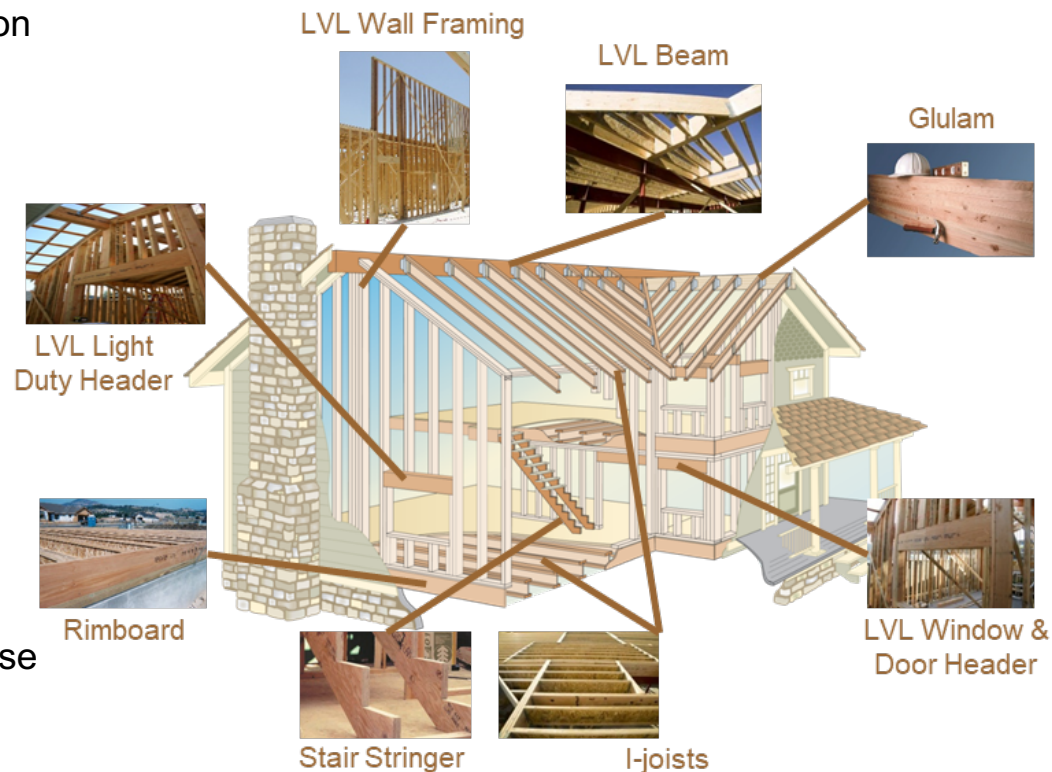 on
LVL Wall Framing
LVL Beam
Glulam
LVL Light
Duty Header
Rimboard
se
LVL Window &
Door Header
Stair Stringer
I-joists